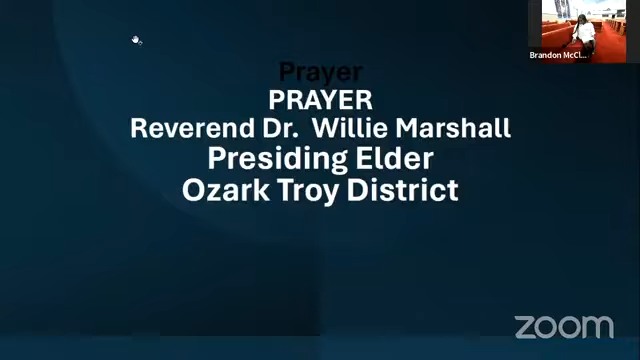 Brandon McCl...
Prayer
PRAYER
Reverend Dr. Willie Marshall
Presiding Elder
Ozark Troy District
zoom